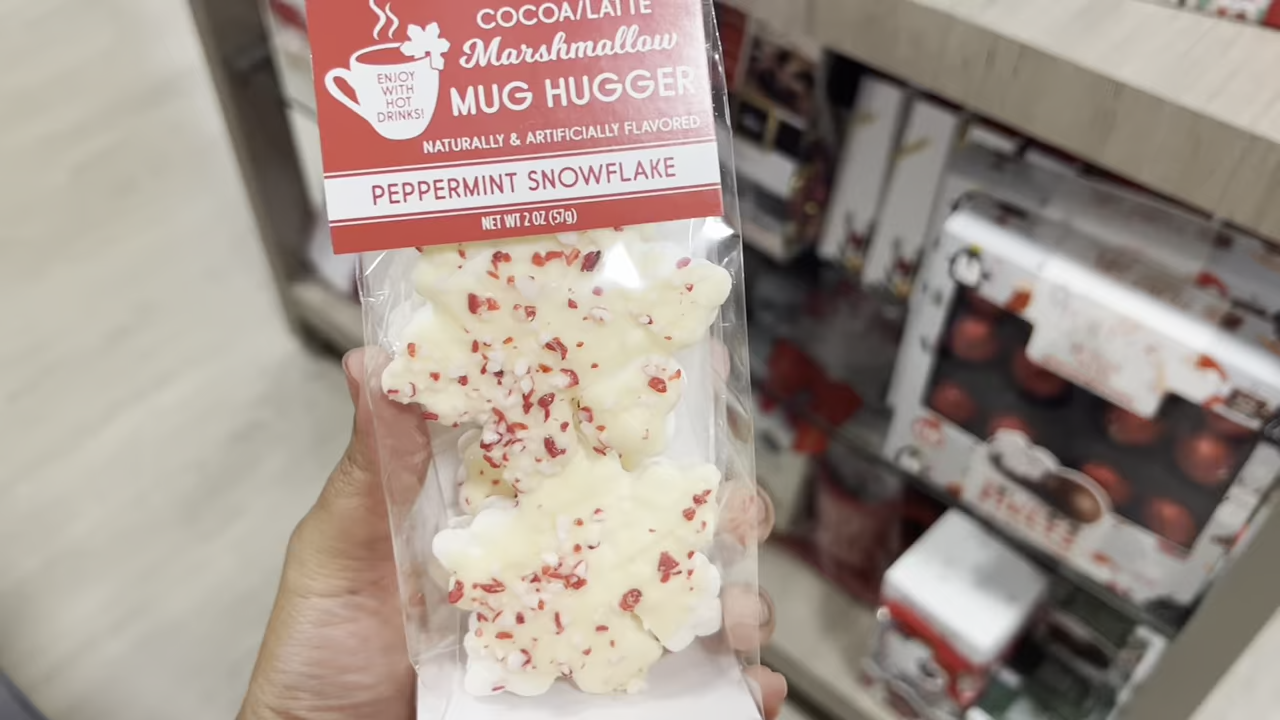 COCOA/LATTE
Marshmallow
MUG HUGGER
ENJOY
WITH
HOT
DRINKS!
NATURALLY & ARTIFICIALLY FLAVORED
PEPPERMINT SNOWFLAKE
NET WT 2 OZ (57g)